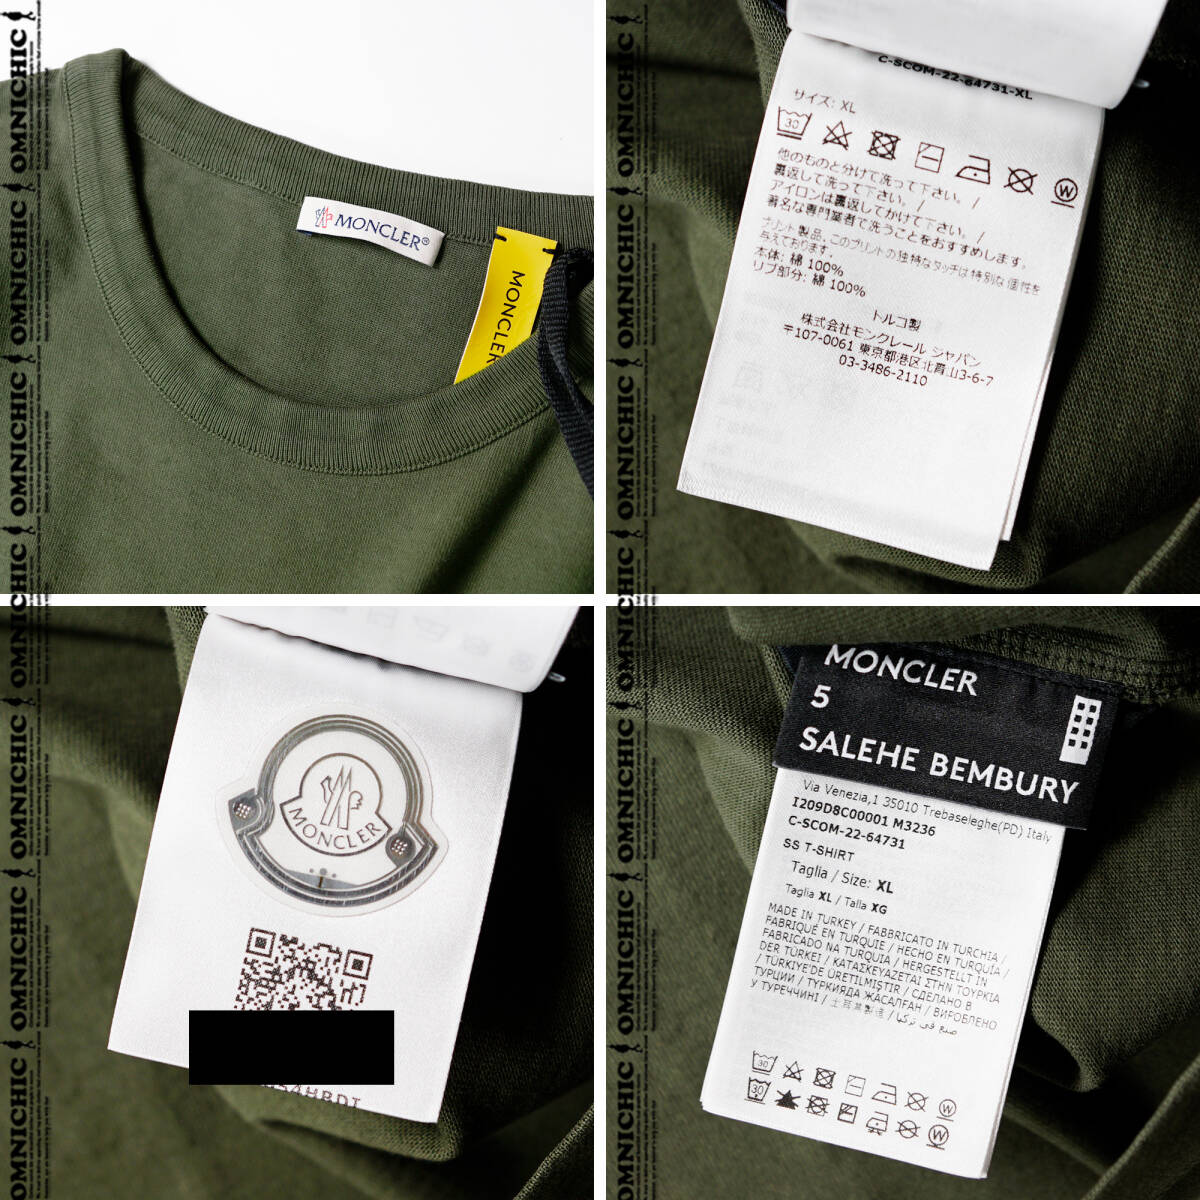 OMNICHIC
MONCLER®
MONCLER
C-SCOM-22-64731-XL
サイズ: XL
30
W
他のものと分けて洗って下さい。 /
裏返して洗って下さい。 /
アイロンは裏返してかけて下さい。 /
著名な専門業者で洗うことをおすすめします。
プリント製品。このプリントの独特なタッチは特別な個性を
与えております。
本体: 綿 100%
リブ部分: 綿 100%
トルコ製
株式会社モンクレール ジャパン
〒107-0061 東京都港区北青山3-6-7
03-3486-2110
MONCLER
MONCLER
5
SALEHE BEMBURY
Via Venezia,1 35010 Trebaseleghe(PD) Italy
I209D8C00001 M3236
C-SCOM-22-64731
SS T-SHIRT
Taglia / Size: XL
Taglia XL / Talla XG
MADE IN TURKEY / FABBRICATO IN TURCHIA /
FABRIQUÉ EN TURQUIE / HECHO EN TURQUÍA /
FABRICADO NA TURQUIA / HERGESTELLT IN
DER TÜRKEI / ΚΑΤΑΣΚΕΥΑΖΕΤΑΙ ΣΤΗΝ ΤΟΥΡΚΙΑ
/ TÜRKİYE'DE ÜRETİLMİŞTİR / СДЕЛАНО В
ТУРЦИИ / ТҮРКИЯДА ЖАСАЛҒАН / ВИРОБЛЕНО
У ТУРЕЧЧИНІ / 土耳其製造 / صنع في تركيا
30
W
30
W